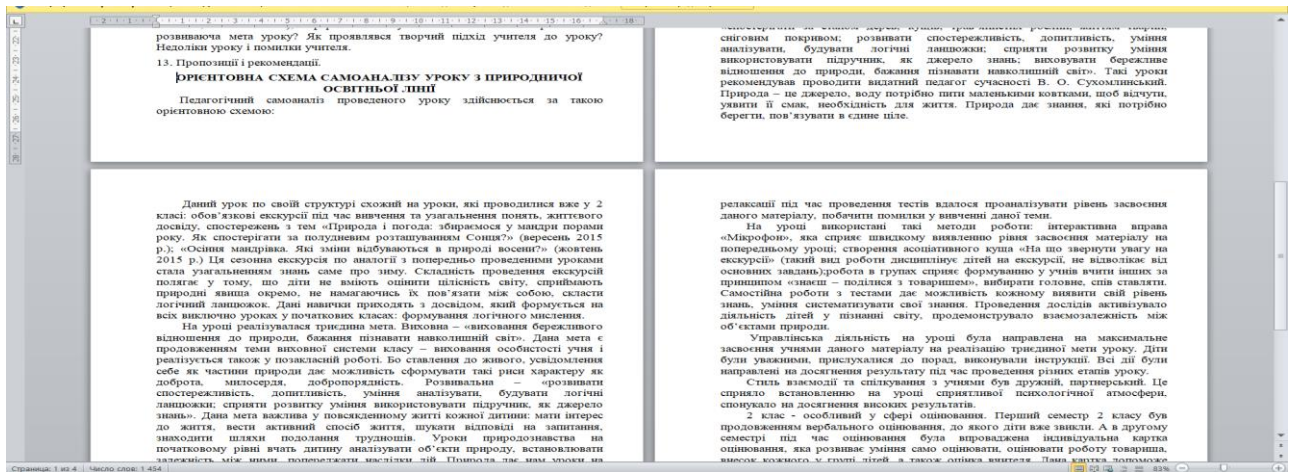 розвиваюча мета уроку? Як проявлявся творчий підхід учителя до уроку?
Недоліки уроку і помилки учителя.
13. Пропозиції і рекомендації.
ОРІЄНТОВНА СХЕМА САМОАНАЛІЗУ УРОКУ З ПРИРОДНИЧОЇ
ОСВІТНЬОЇ ЛІНІЇ
Педагогічний самоаналіз проведеного уроку здійснюється за такою
орієнтовною схемою:
сніговим покривом; розвивати спостережливість, допитливість, уміння
аналізувати, будувати логічні ланцюжки; сприяти розвитку уміння
використовувати підручник, як джерело знань; виховувати бережливе
відношення до природи, бажання пізнавати навколишній світ». Такі уроки
рекомендував проводити видатний педагог сучасності В. О. Сухомлинський.
Природа – це джерело, воду потрібно пити маленькими ковтками, щоб відчути,
уявити її смак, необхідність для життя. Природа дає знання, які потрібно
берегти, пов’язувати в єдине ціле.
Даний урок по своїй структурі схожий на уроки, які проводилися вже у 2
класі: обов’язкові екскурсії під час вивчення та узагальнення понять, життєвого
досвіду, спостережень з тем «Природа і погода: збираємося у мандри порами
року. Як спостерігати за полудневим розташуванням Сонця?» (вересень 2015
р.); «Осіння мандрівка. Які зміни відбуваються в природі восени?» (жовтень
2015 р.) Ця сезонна екскурсія по аналогії з попередньо проведеними уроками
стала узагальненням знань саме про зиму. Складність проведення екскурсій
полягає у тому, що діти не вміють оцінити цілісність світу, сприймають
природні явища окремо, не намагаючись їх пов’язати між собою, скласти
логічний ланцюжок. Дані навички приходять з досвідом, який формується на
всіх виключно уроках у початкових класах: формування логічного мислення.
На уроці реалізувалася триєдина мета. Виховна – «виховання бережливого
відношення до природи, бажання пізнавати навколишній світ». Дана мета є
продовженням теми виховної системи класу – виховання особистості учня і
реалізується також у позакласній роботі. Бо ставлення до живого, усвідомлення
себе як частини природи дає можливість сформувати такі риси характеру як
доброта, милосердя, добропорядність. Розвивальна – «розвивати
спостережливість, допитливість, уміння аналізувати, будувати логічні
ланцюжки; сприяти розвитку уміння використовувати підручник, як джерело
знань». Дана мета важлива у повсякденному житті кожної дитини: мати інтерес
до життя, вести активний спосіб життя, шукати відповіді на запитання,
знаходити шляхи подолання труднощів. Уроки природознавства на
початковому рівні вчать дитину аналізувати об’єкти природу, встановлювати
залежність між ними, попереджати наслідки дій. Природа дає нам уроки на
релаксації під час проведення тестів вдалося проаналізувати рівень засвоєння
даного матеріалу, побачити помилки у вивченні даної теми.
На уроці використані такі методи роботи: інтерактивна вправа
«Мікрофон», яка сприяє швидкому виявленню рівня засвоєння матеріалу на
попередньому уроці; створення асоціативного куща «На що звернути увагу на
екскурсії» (такий вид роботи дисциплінує дітей на екскурсії, не відволікає від
основних завдань);робота в групах сприяє формуванню у учнів вчити інших за
принципом «знаєш – поділися з товаришем», вибирати головне, спів ставляти.
Самостійна роботи з тестами дає можливість кожному виявити свій рівень
знань, уміння систематизувати свої знання. Проведення дослідів активізувало
діяльність дітей у пізнанні світу, продемонструвало взаємозалежність між
об’єктами природи.
Управлінська діяльність на уроці була направлена на максимальне
засвоєння учнями даного матеріалу на реалізацію триєдиної мети уроку. Діти
були уважними, прислухалися до порад, виконували інструкції. Всі дії були
направлені на досягнення результату під час проведення різних етапів уроку.
Стиль взаємодії та спілкування з учнями був дружній, партнерський. Це
сприяло встановленню на уроці сприятливої психологічної атмосфери,
спонукало на досягнення високих результатів.
2 клас - особливий у сфері оцінювання. Перший семестр 2 класу був
продовженням вербального оцінювання, до якого діти вже звикли. А в другому
семестрі під час оцінювання була впроваджена індивідуальна картка
оцінювання, яка розвиває уміння само оцінювати, оцінювати роботу товариша,
внесок кожного у групі дітей, а також оцінка вчителя. Дана картка допоможе
Страница: 1 из 4 Число слов: 1 454
83%